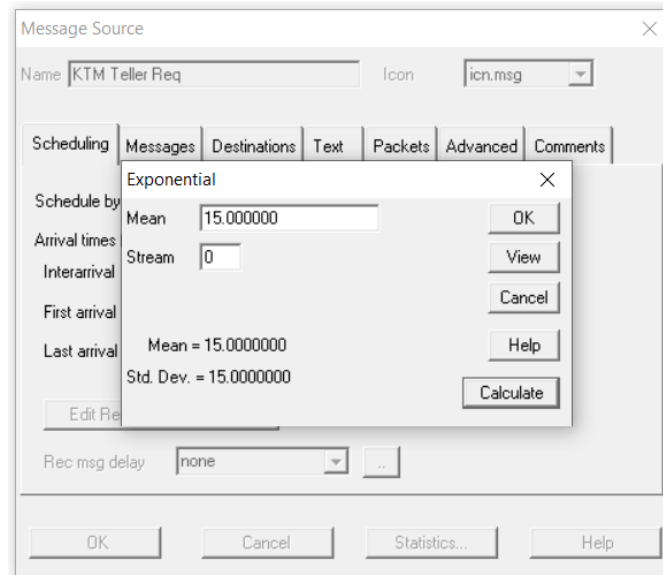 Message Source
Name KTM Teller Req Icon icn.msg
Scheduling Messages Destinations Text Packets Advanced Comments
Exponential
Schedule by
Mean 15.000000 OK
Arrival times
Stream 0 View
Interarrival
Cancel
First arrival
Mean = 15.0000000 Help
Last arrival
Std. Dev. = 15.0000000
Calculate
Edit Re
Rec msg delay none ..
OK Cancel Statistics... Help